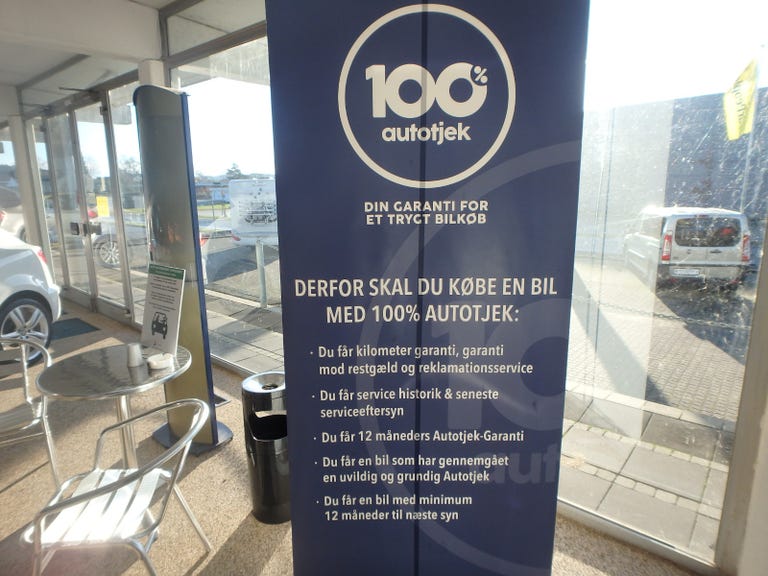 100%
autotjek
DIN GARANTI FOR
ET TRYGT BILKØB
DERFOR SKAL DU KØBE EN BIL
MED 100% AUTOTJEK:
· Du får kilometer garanti, garanti
mod restgæld og reklamationsservice
· Du får service historik & seneste
serviceeftersyn
· Du får 12 måneders Autotjek-Garanti
· Du får en bil som har gennemgået
en uvildig og grundig Autotjek
· Du får en bil med minimum
12 måneder til næste syn